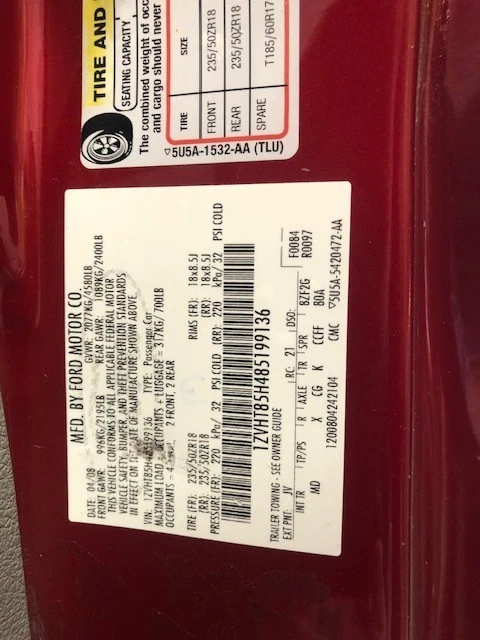 TIRE AND
SEATING CAPACITY
The combined weight of occ
and cargo should never
TIRE SIZE
FRONT 235/50ZR18
REAR 235/50ZR18
SPARE T185/60R17
5U5A-1532-AA (TLU)
MFD. BY FORD MOTOR CO.
DATE: 04/08 GVWR: 2077KG/4580LB
FRONT GAWR: 996KG/2195LB REAR GAWR: 1089KG/2400LB
THIS VEHICLE CONFORMS TO ALL APPLICABLE FEDERAL MOTOR
VEHICLE SAFETY, BUMPER, AND THEFT PREVENTION STANDARDS
IN EFFECT ON THE DATE OF MANUFACTURE SHOWN ABOVE.
VIN: 1ZVHT85H485199136 TYPE: Passenger Car
MAXIMUM LOAD = OCCUPANTS + LUGGAGE = 317KG/700LB
OCCUPANTS = 4 2 FRONT, 2 REAR
TIRE (FR): 235/50ZR18 RIMS (FR): 18x8.5J
(RR): 235/50ZR18 (RR): 18x8.5J
PRESSURE (FR): 220 kPa/ 32 PSI COLD (RR): 220 kPa/ 32 PSI COLD
1ZVHT85H485199136
TRAILER TOWING - SEE OWNER GUIDE F0084
EXT PNT: JV RC: 21 DSO: R0097
INT TR TP/PS R AXLE TR SPR 8ZF2G
MD X CG K CCFF BDA
1200804242104 CMC 5U5A-5420472-AA